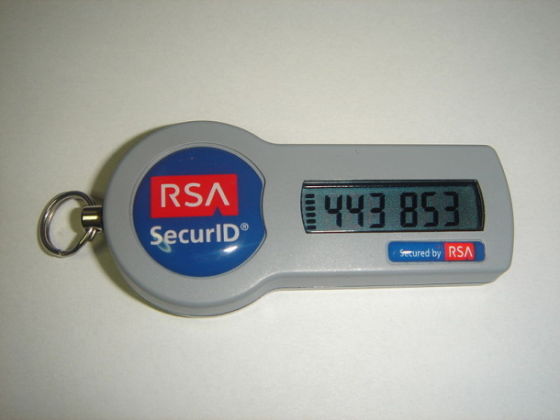 RSA
SecurID®
443 853
Secured by RSA